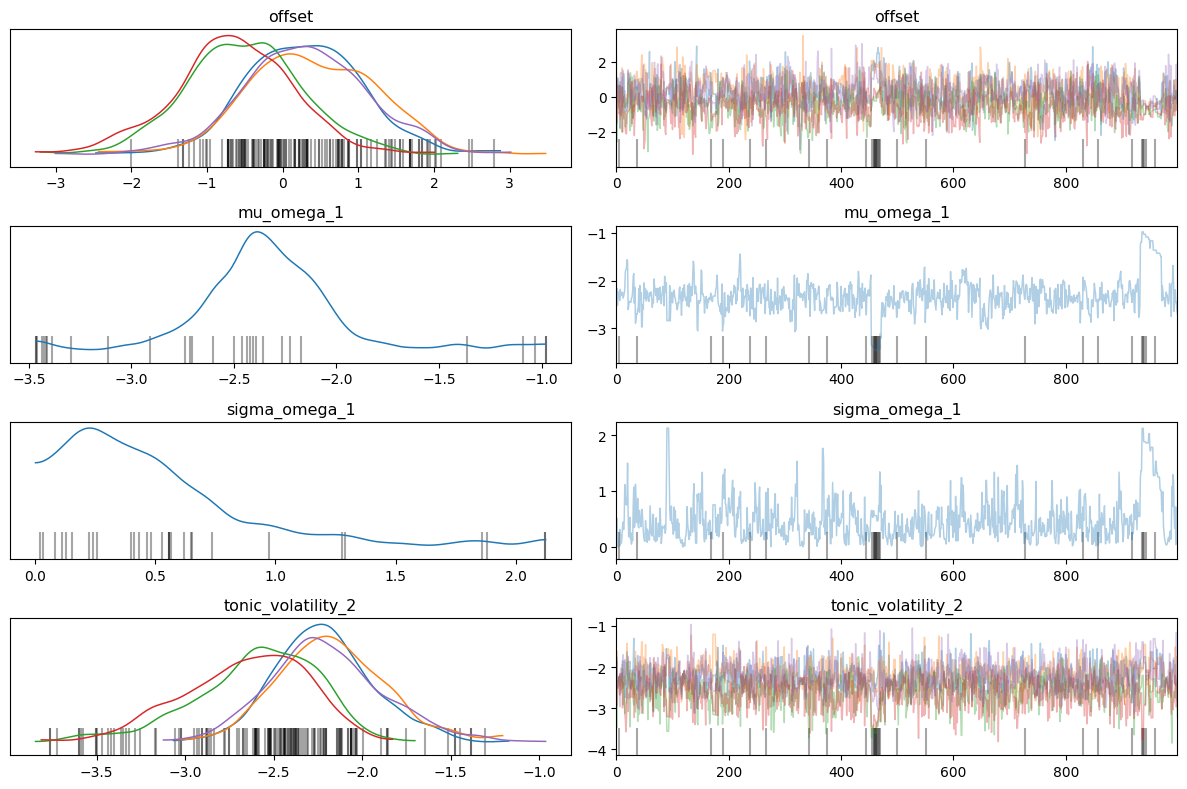 offset offset
2
0
−2
−3 −2 −1 0 1 2 3 0 200 400 600 800
mu_omega_1 mu_omega_1
−1
−2
−3
−3.5 −3.0 −2.5 −2.0 −1.5 −1.0 0 200 400 600 800
sigma_omega_1 sigma_omega_1
2
1
0
0.0 0.5 1.0 1.5 2.0 0 200 400 600 800
tonic_volatility_2 tonic_volatility_2
−1
−2
−3
−4
−3.5 −3.0 −2.5 −2.0 −1.5 −1.0 0 200 400 600 800